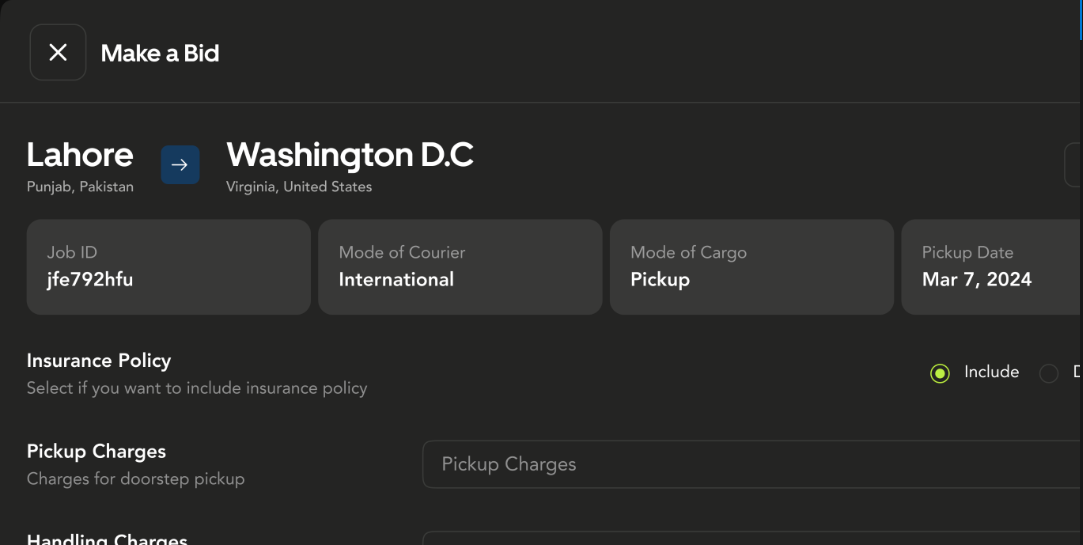 Make a Bid
Lahore
Punjab, Pakistan
Washington D.C
Virginia, United States
Job ID
jfe792hfu
Mode of Courier
International
Mode of Cargo
Pickup
Pickup Date
Mar 7, 2024
Insurance Policy
Select if you want to include insurance policy
Include
Pickup Charges
Charges for doorstep pickup
Pickup Charges
Handling Charges